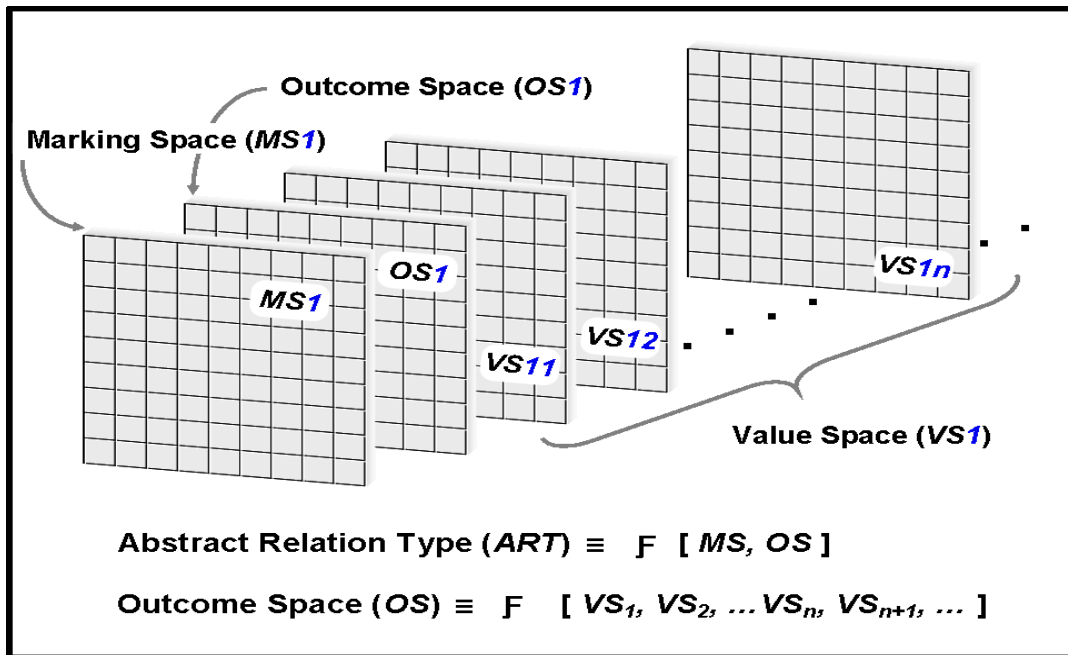 Outcome Space (OS1)
Marking Space (MS1)
MS1
OS1
VS11
VS12
VS1n
Value Space (VS1)
Abstract Relation Type (ART) ≡ Ƒ [ MS, OS ]
Outcome Space (OS) ≡ Ƒ [ VS₁, VS₂, ... VSₙ, VSₙ₊₁, ... ]